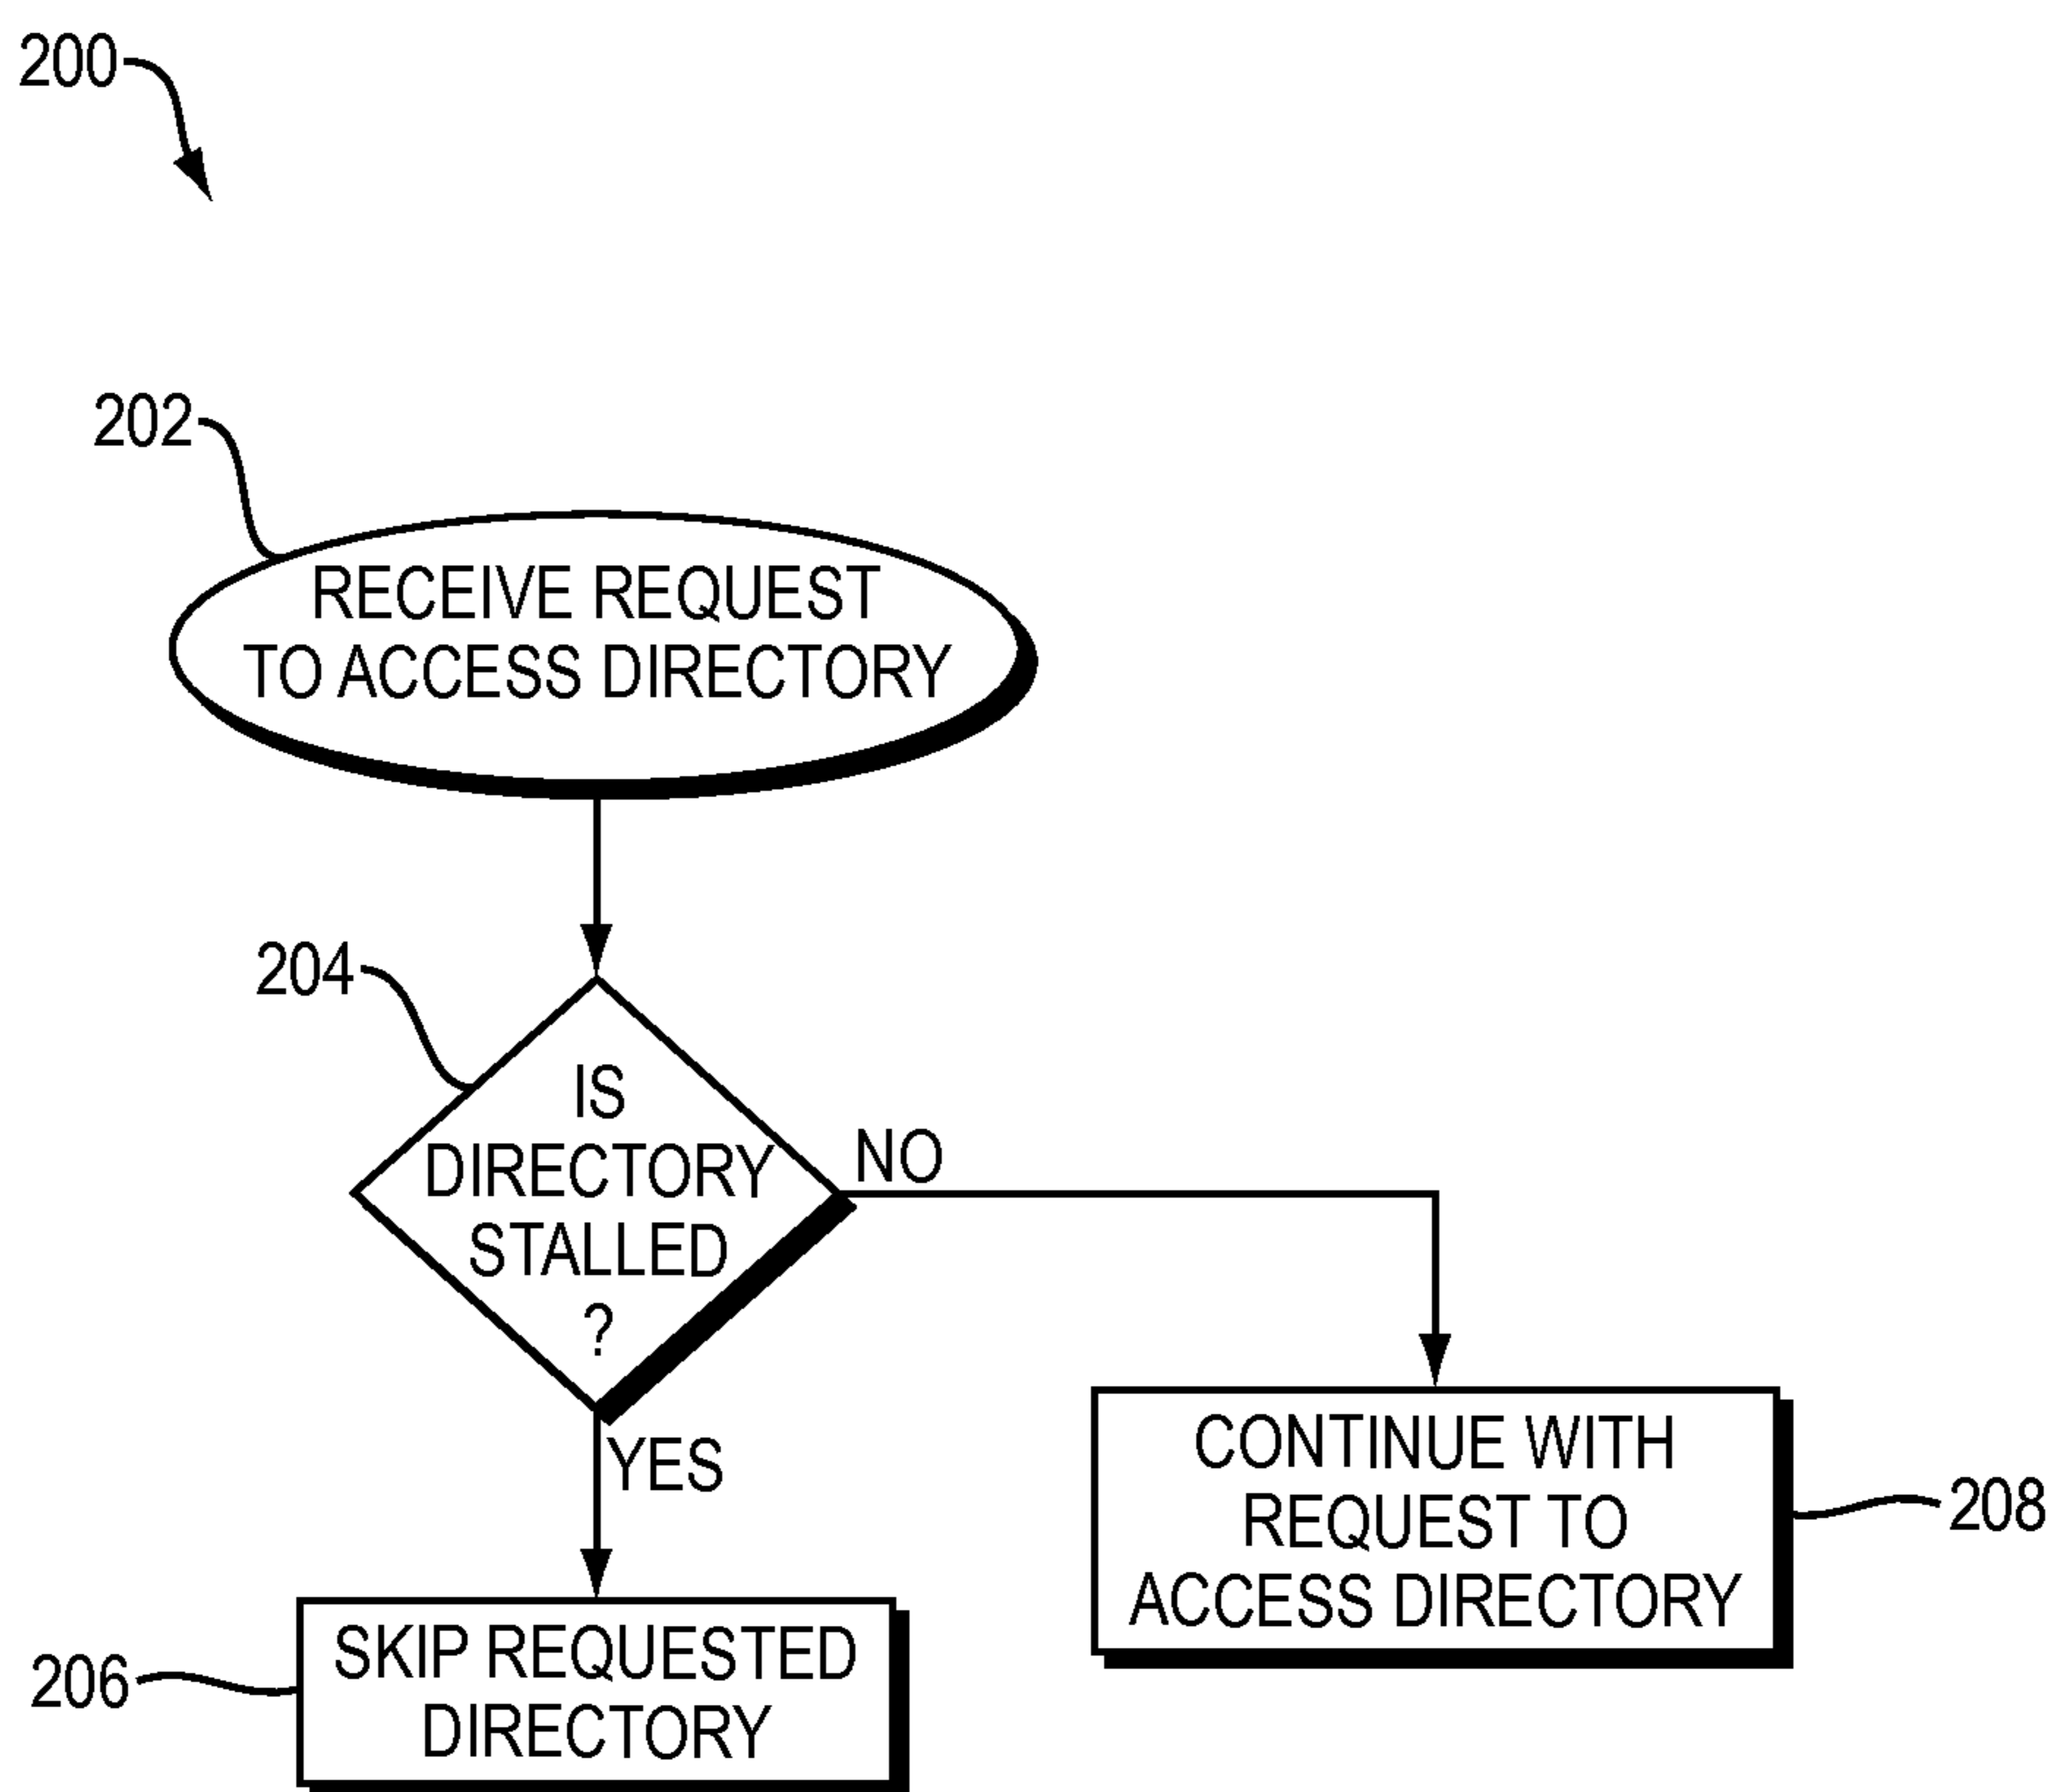 200
202
RECEIVE REQUEST
TO ACCESS DIRECTORY
204
IS
DIRECTORY
STALLED
?
NO
YES
CONTINUE WITH
REQUEST TO
ACCESS DIRECTORY
208
SKIP REQUESTED
DIRECTORY
206